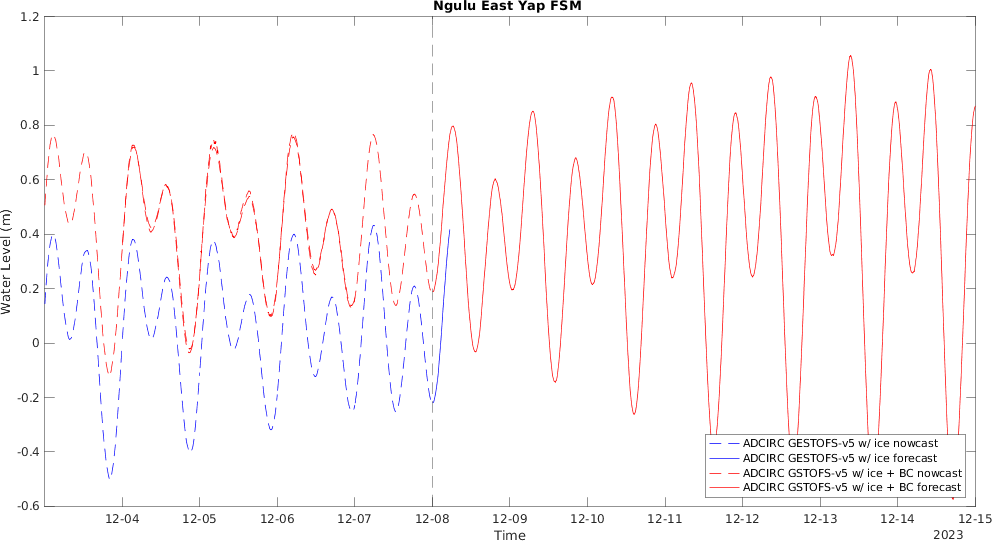 Ngulu East Yap FSM
1.2
1
0.8
0.6
0.4
0.2
0
-0.2
-0.4
-0.6
Water Level (m)
ADCIRC GESTOFS-v5 w/ ice nowcast
ADCIRC GESTOFS-v5 w/ ice forecast
ADCIRC GSTOFS-v5 w/ ice + BC nowcast
ADCIRC GSTOFS-v5 w/ ice + BC forecast
12-04 12-05 12-06 12-07 12-08 12-09 12-10 12-11 12-12 12-13 12-14 12-15
Time
2023